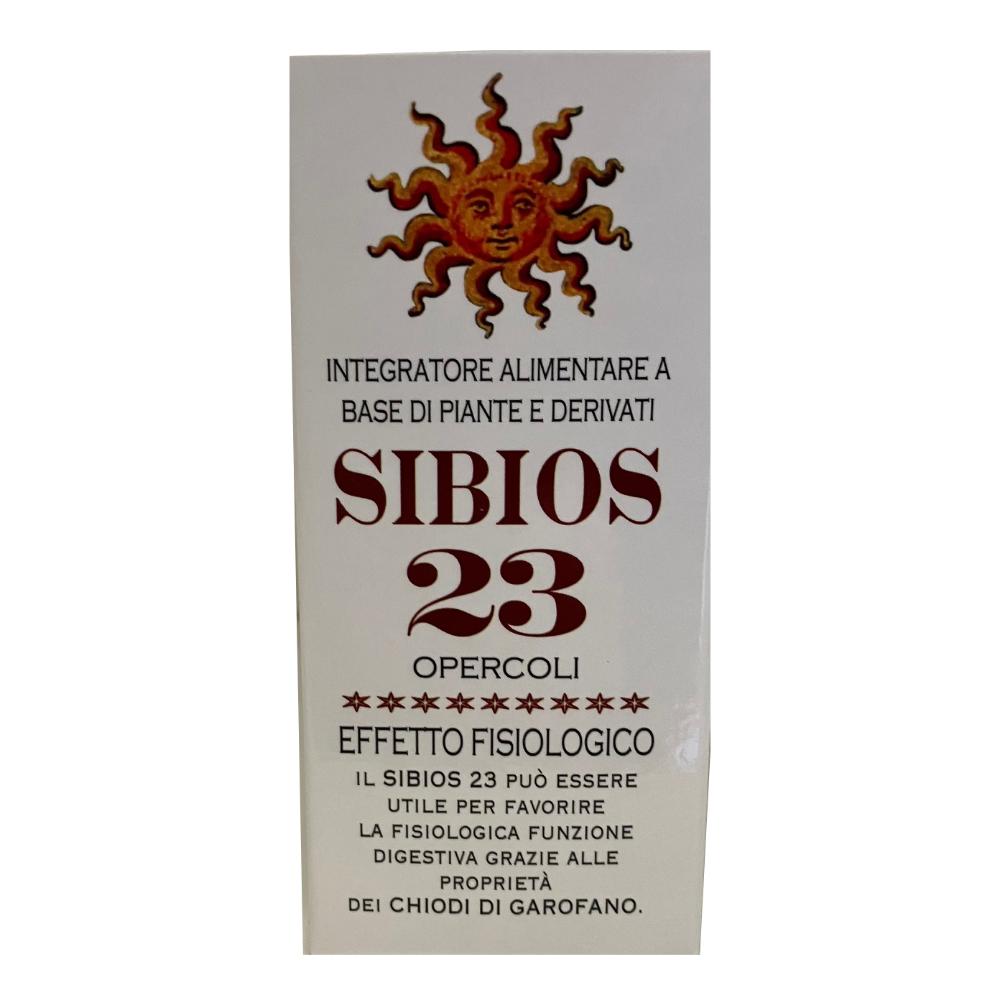 INTEGRATORE ALIMENTARE A
BASE DI PIANTE E DERIVATI
SIBIOS
23
OPERCOLI
EFFETTO FISIOLOGICO
IL SIBIOS 23 PUÒ ESSERE
UTILE PER FAVORIRE
LA FISIOLOGICA FUNZIONE
DIGESTIVA GRAZIE ALLE
PROPRIETÀ
DEI CHIODI DI GAROFANO.